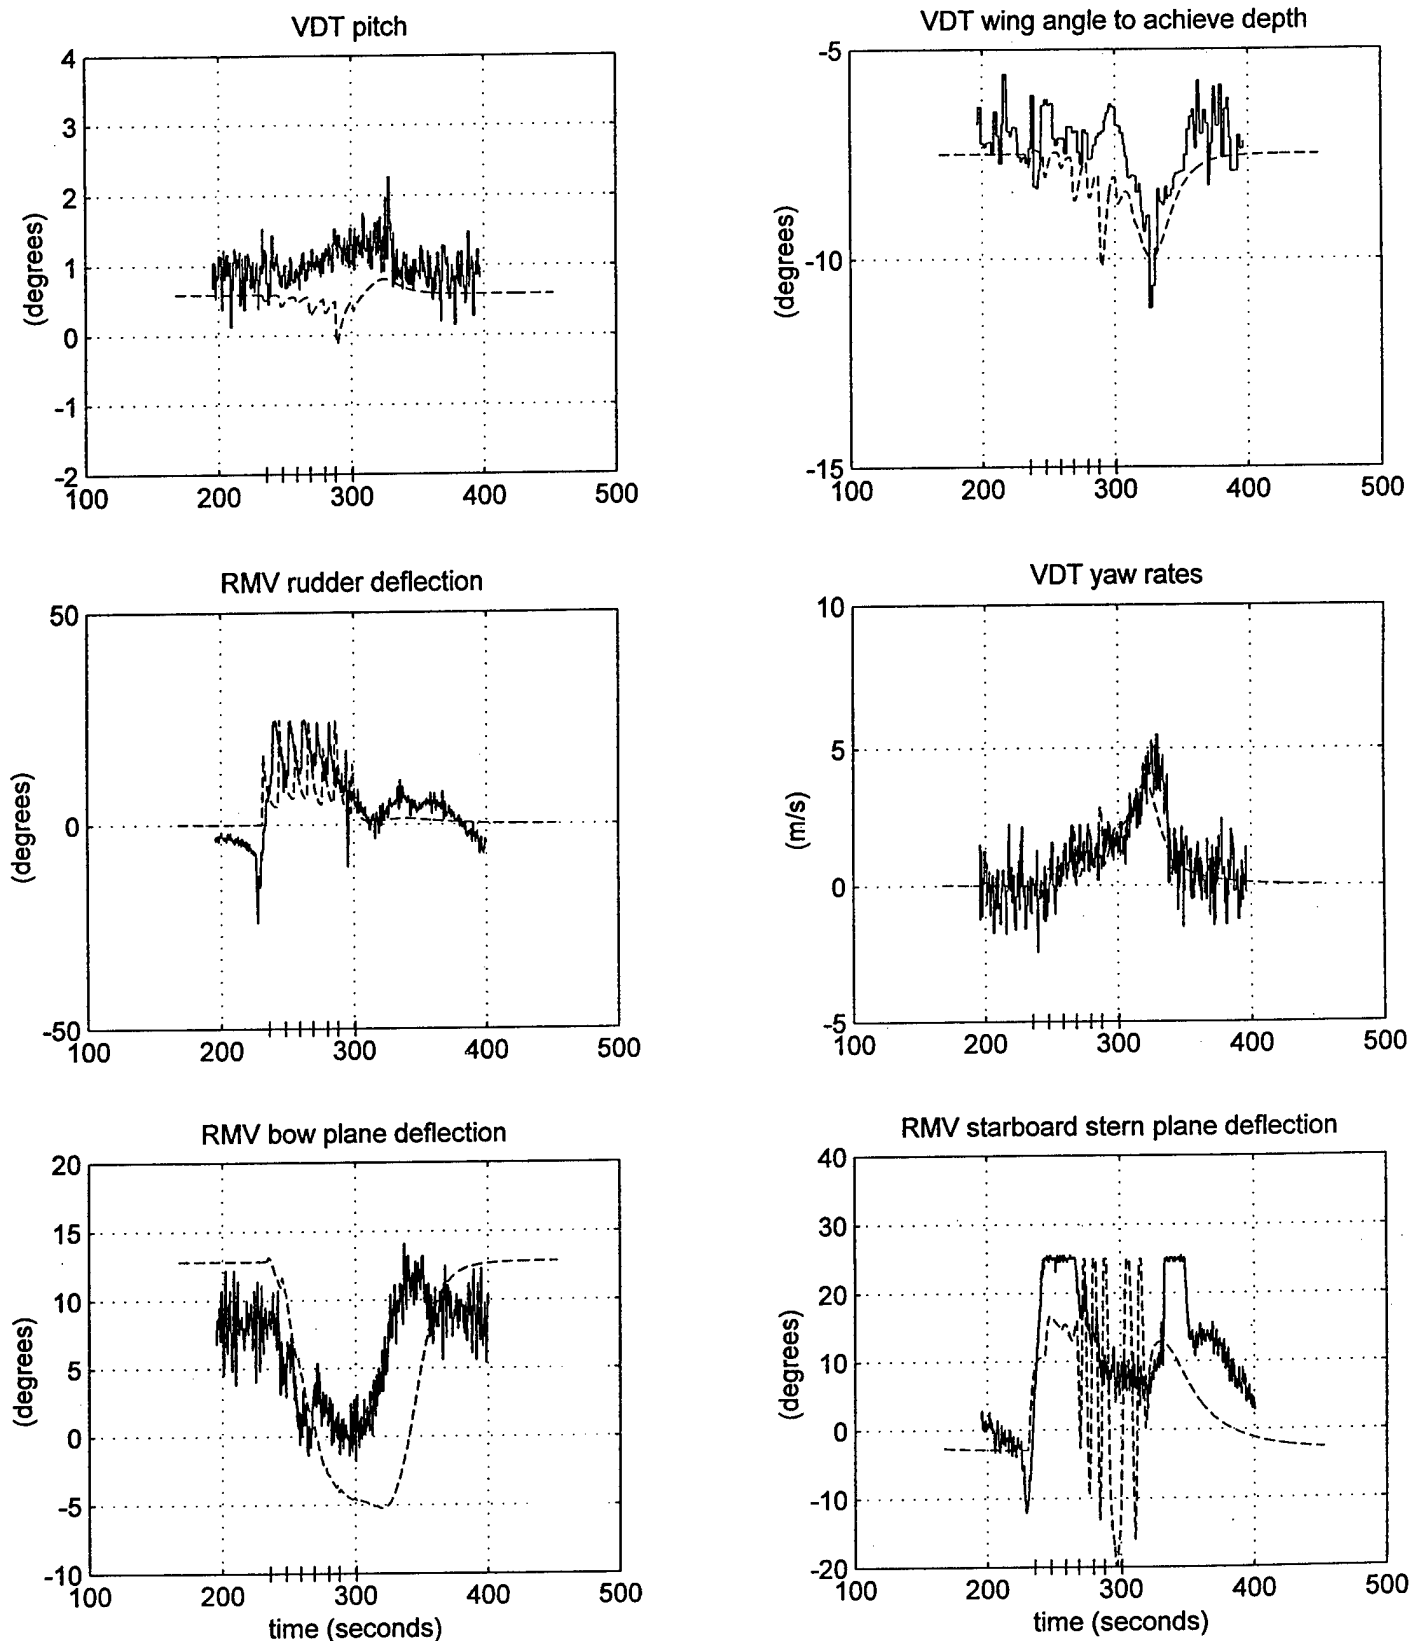 VDT pitch
4
3
2
1
0
-1
-2
(degrees)
100 200 300 400 500
VDT wing angle to achieve depth
-5
-10
-15
(degrees)
100 200 300 400 500
RMV rudder deflection
50
0
-50
(degrees)
100 200 300 400 500
VDT yaw rates
10
5
0
-5
(m/s)
100 200 300 400 500
RMV bow plane deflection
20
15
10
5
0
-5
-10
(degrees)
100 200 300 400 500
time (seconds)
RMV starboard stern plane deflection
40
30
20
10
0
-10
-20
(degrees)
100 200 300 400 500
time (seconds)